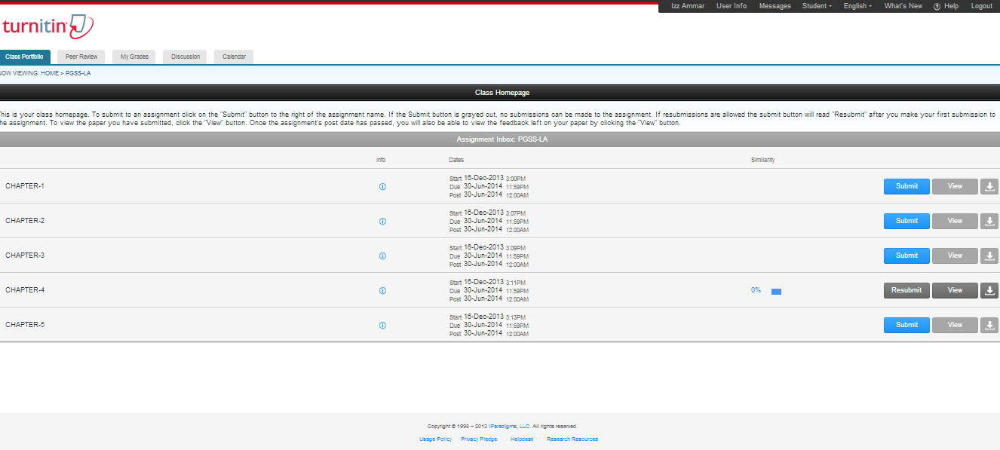 Izz Ammar User Info Messages Student English What's New Help Logout
turnitin
Class Portfolio Peer Review My Grades Discussion Calendar
NOW VIEWING: HOME > PGSS-LA
Class Homepage
This is your class homepage. To submit to an assignment click on the "Submit" button to the right of the assignment name. If the Submit button is grayed out, no submissions can be made to the assignment. If resubmissions are allowed the submit button will read "Resubmit" after you make your first submission to
the assignment. To view the paper you have submitted, click the "View" button. Once the assignment's post date has passed, you will also be able to view the feedback left on your paper by clicking the "View" button.
Assignment Inbox: PGSS-LA
Info Dates Similarity
Start 16-Dec-2013 3:00PM
CHAPTER-1 Due 30-Jun-2014 11:59PM Submit View
Post 30-Jun-2014 12:00AM
Start 16-Dec-2013 3:07PM
CHAPTER-2 Due 30-Jun-2014 11:59PM Submit View
Post 30-Jun-2014 12:00AM
Start 16-Dec-2013 3:09PM
CHAPTER-3 Due 30-Jun-2014 11:59PM Submit View
Post 30-Jun-2014 12:00AM
Start 16-Dec-2013 3:11PM
CHAPTER-4 Due 30-Jun-2014 11:59PM 0% Resubmit View
Post 30-Jun-2014 12:00AM
Start 16-Dec-2013 3:13PM
CHAPTER-5 Due 30-Jun-2014 11:59PM Submit View
Post 30-Jun-2014 12:00AM
Copyright © 1998 – 2013 iParadigms, LLC. All rights reserved.
Usage Policy Privacy Pledge Helpdesk Research Resources